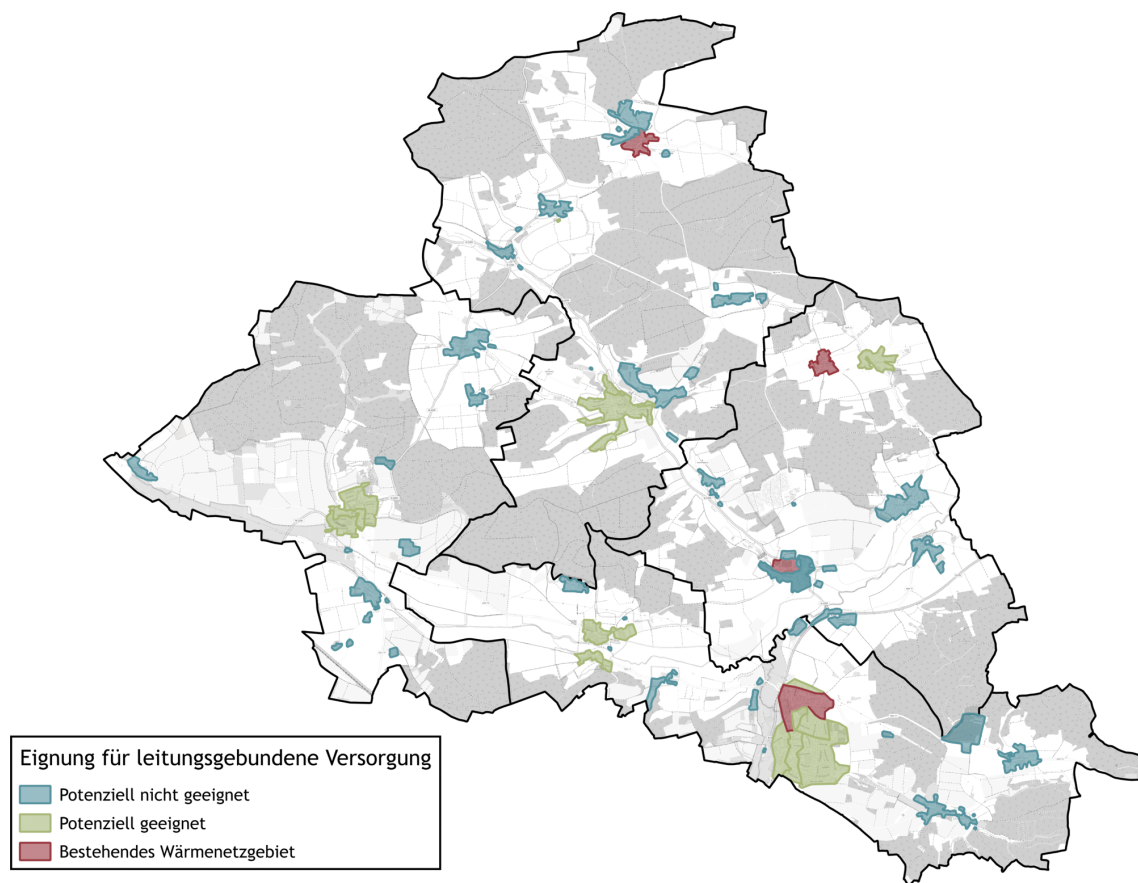 Eignung für leitungsgebundene Versorgung
Potenziell nicht geeignet
Potenziell geeignet
Bestehendes Wärmenetzgebiet